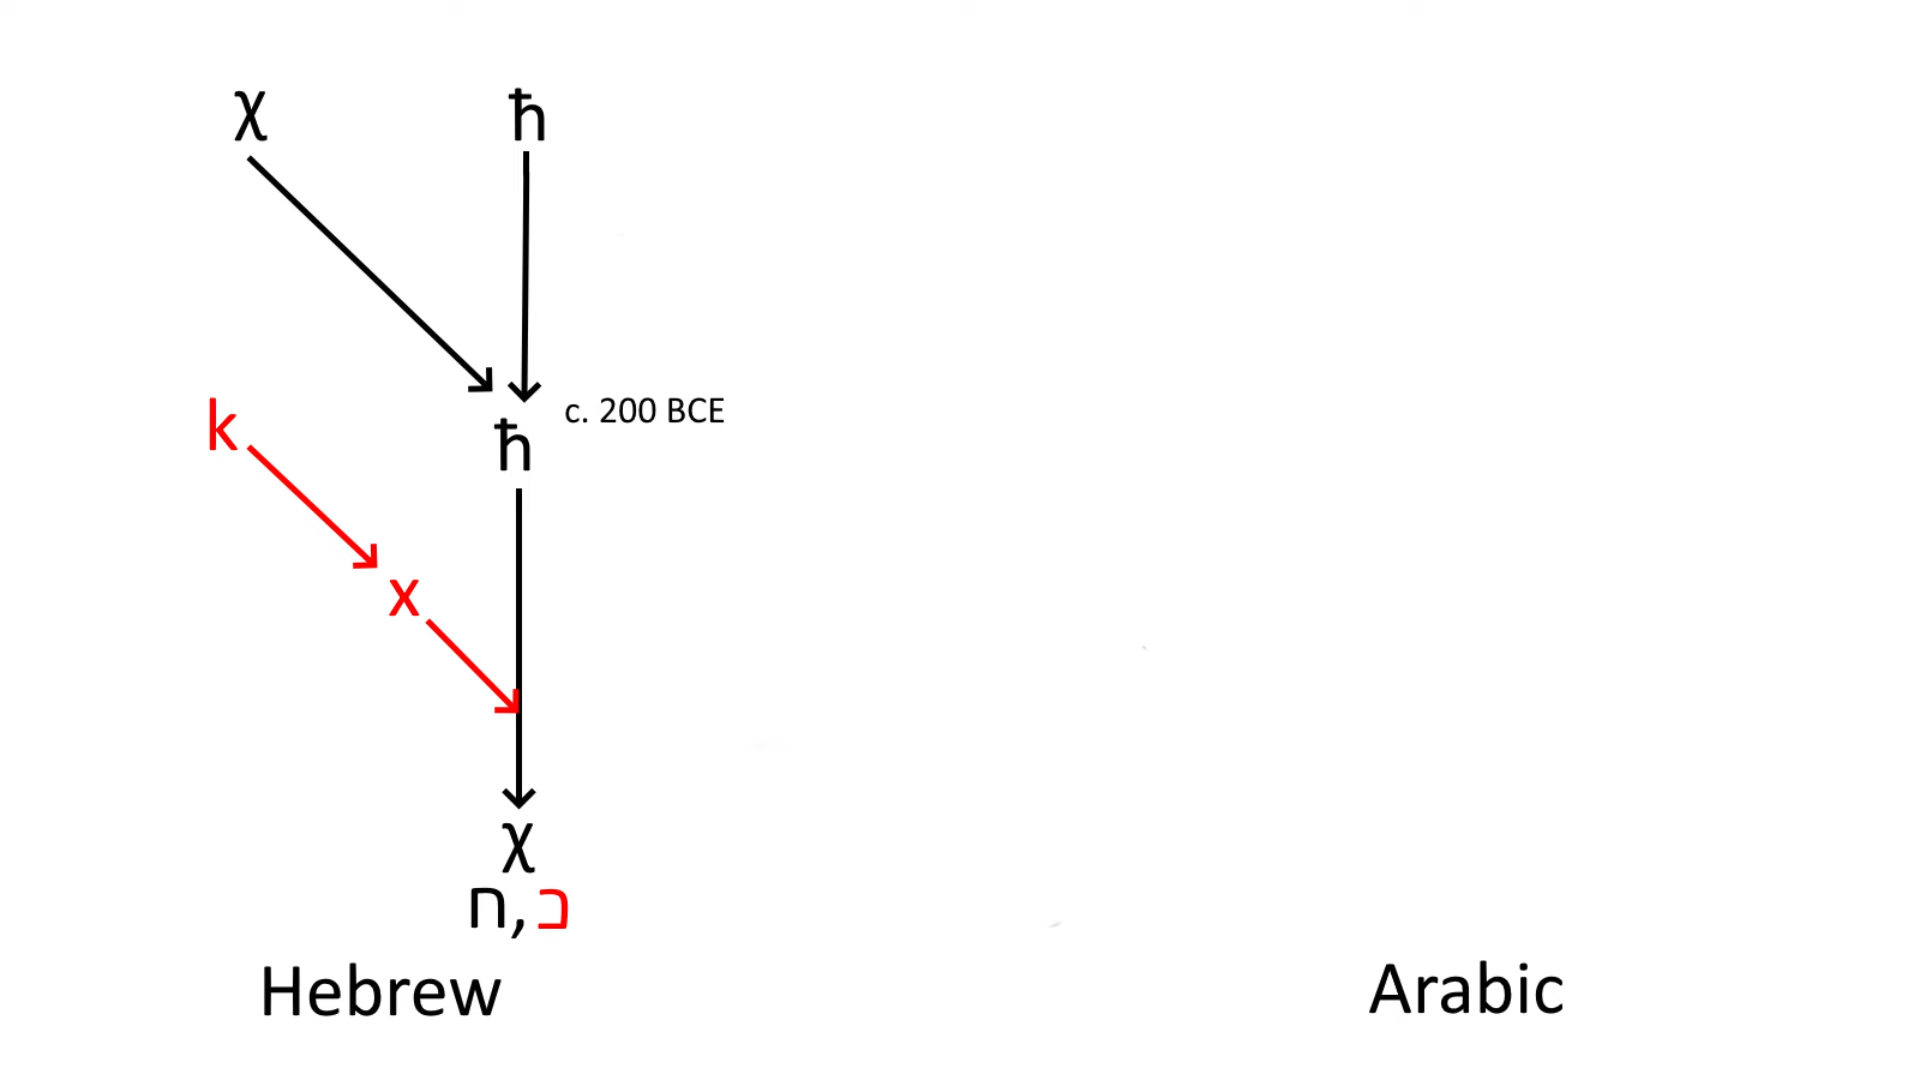 χ ħ
c. 200 BCE
k
ħ
x
χ
ח,כ
Hebrew
Arabic